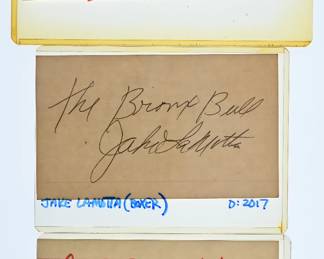 The Bronx Bull
Jake LaMotta
JAKE LAMOTTA (BOXER) D: 2017